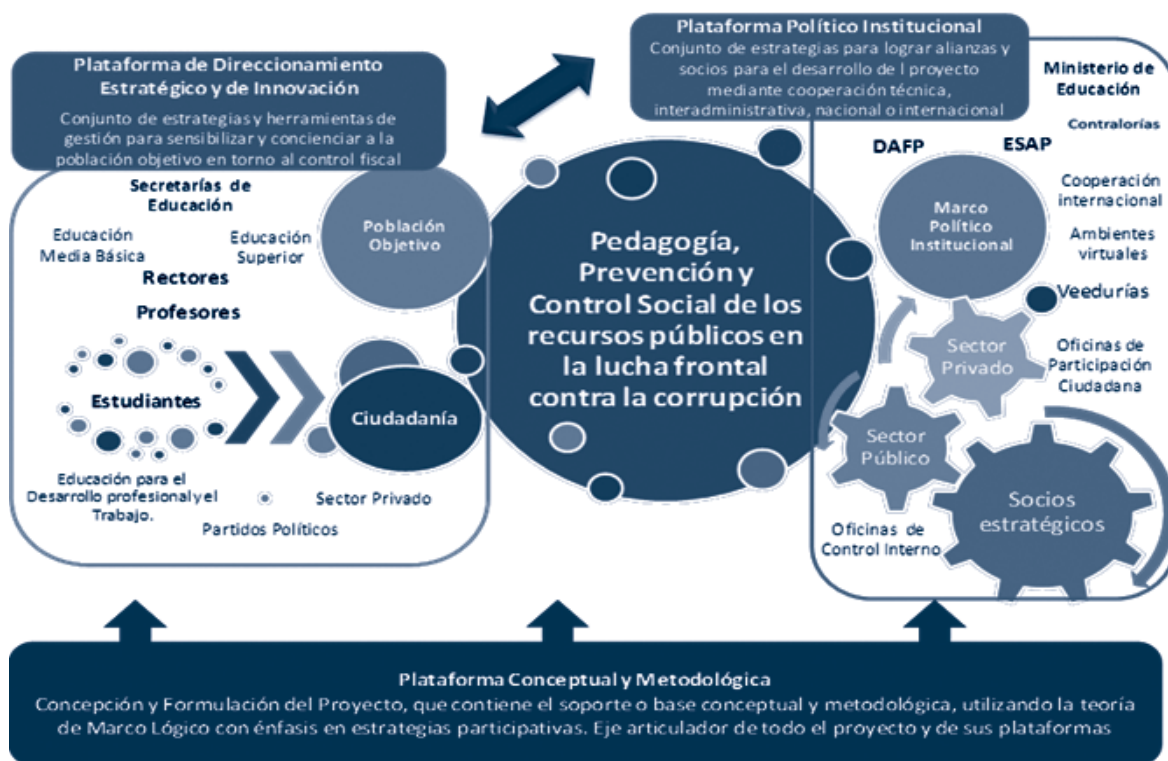 Plataforma de Direccionamiento
Estratégico y de Innovación
Conjunto de estrategias y herramientas de
gestión para sensibilizar y concienciar a la
población objetivo en torno al control fiscal
Secretarías de
Educación
Educación
Media Básica
Educación
Superior
Rectores
Profesores
Estudiantes
Educación para el
Desarrollo profesional y el
Trabajo.
Partidos Políticos
Sector Privado
Población
Objetivo
Ciudadanía
Pedagogía,
Prevención y
Control Social de los
recursos públicos en
la lucha frontal
contra la corrupción
Plataforma Político Institucional
Conjunto de estrategias para lograr alianzas y
socios para el desarrollo de l proyecto
mediante cooperación técnica,
interadministrativa, nacional o internacional
Ministerio de
Educación
Contralorías
DAFP
ESAP
Marco
Político
Institucional
Cooperación
internacional
Ambientes
virtuales
Veedurías
Sector
Privado
Oficinas de
Participación
Ciudadana
Sector
Público
Socios
estratégicos
Oficinas de
Control Interno
Plataforma Conceptual y Metodológica
Concepción y Formulación del Proyecto, que contiene el soporte o base conceptual y metodológica, utilizando la teoría
de Marco Lógico con énfasis en estrategias participativas. Eje articulador de todo el proyecto y de sus plataformas